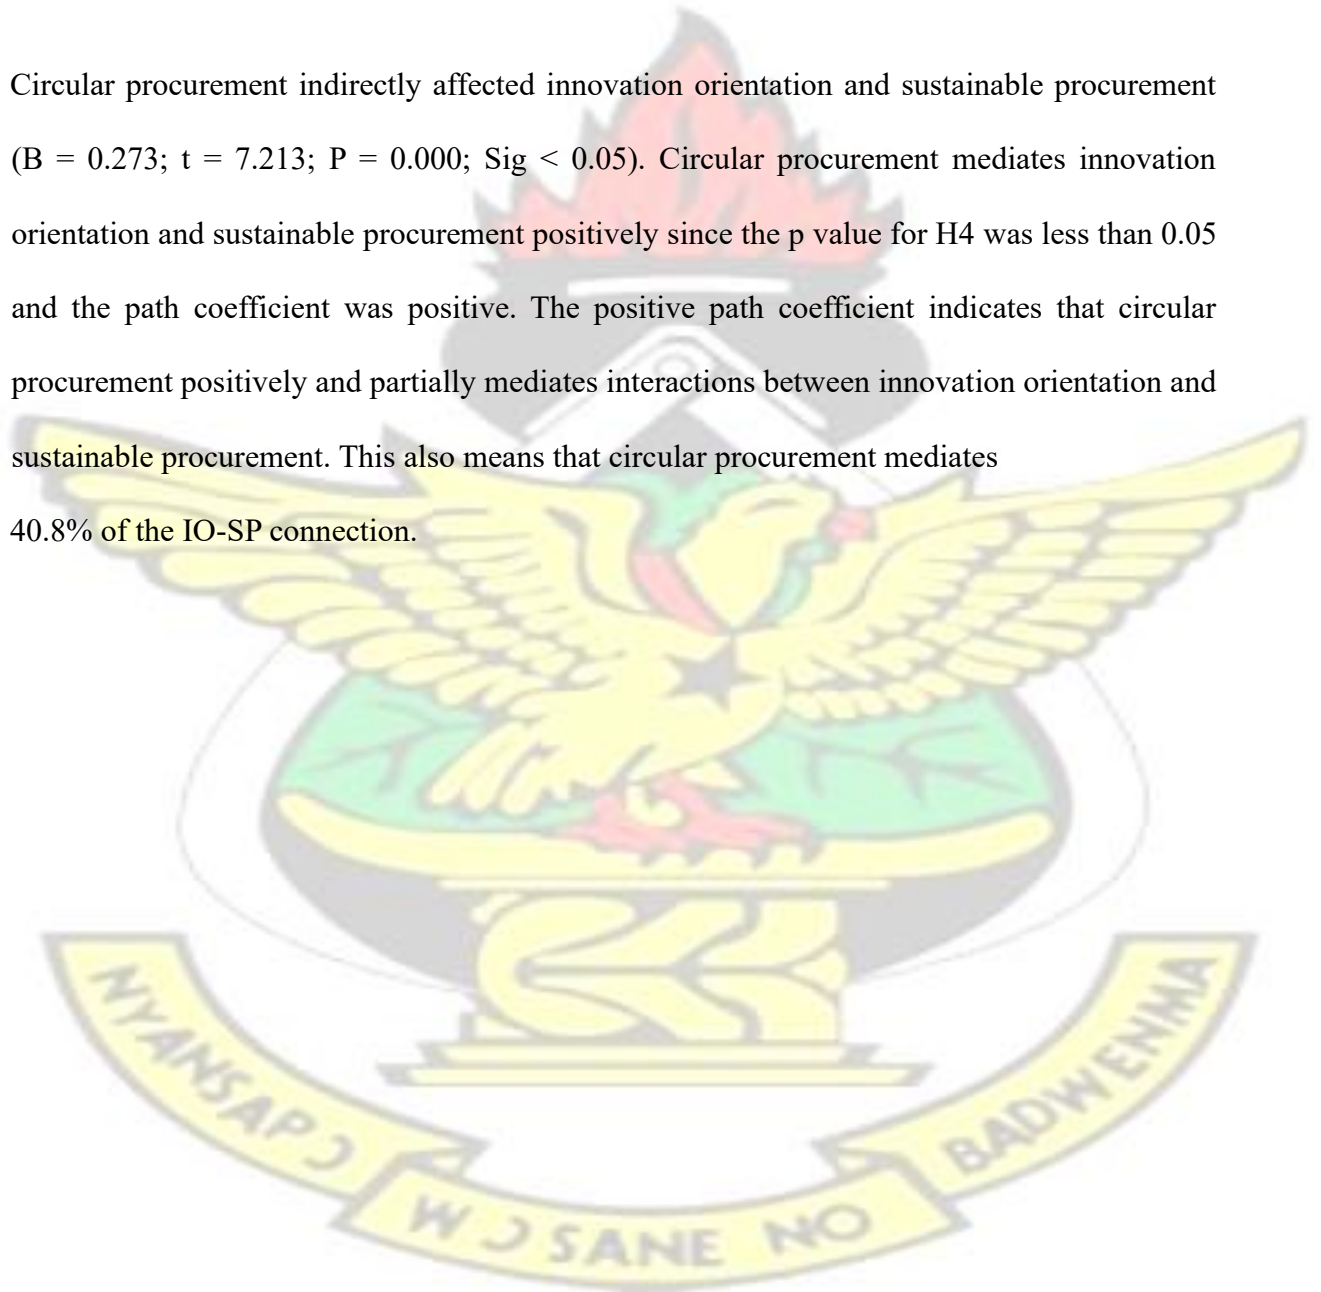 Circular procurement indirectly affected innovation orientation and sustainable procurement
(B = 0.273; t = 7.213; P = 0.000; Sig < 0.05). Circular procurement mediates innovation
orientation and sustainable procurement positively since the p value for H4 was less than 0.05
and the path coefficient was positive. The positive path coefficient indicates that circular
procurement positively and partially mediates interactions between innovation orientation and
sustainable procurement. This also means that circular procurement mediates
40.8% of the IO-SP connection.
NYANSAPƆ
WƆSANE NO
BADWENMA